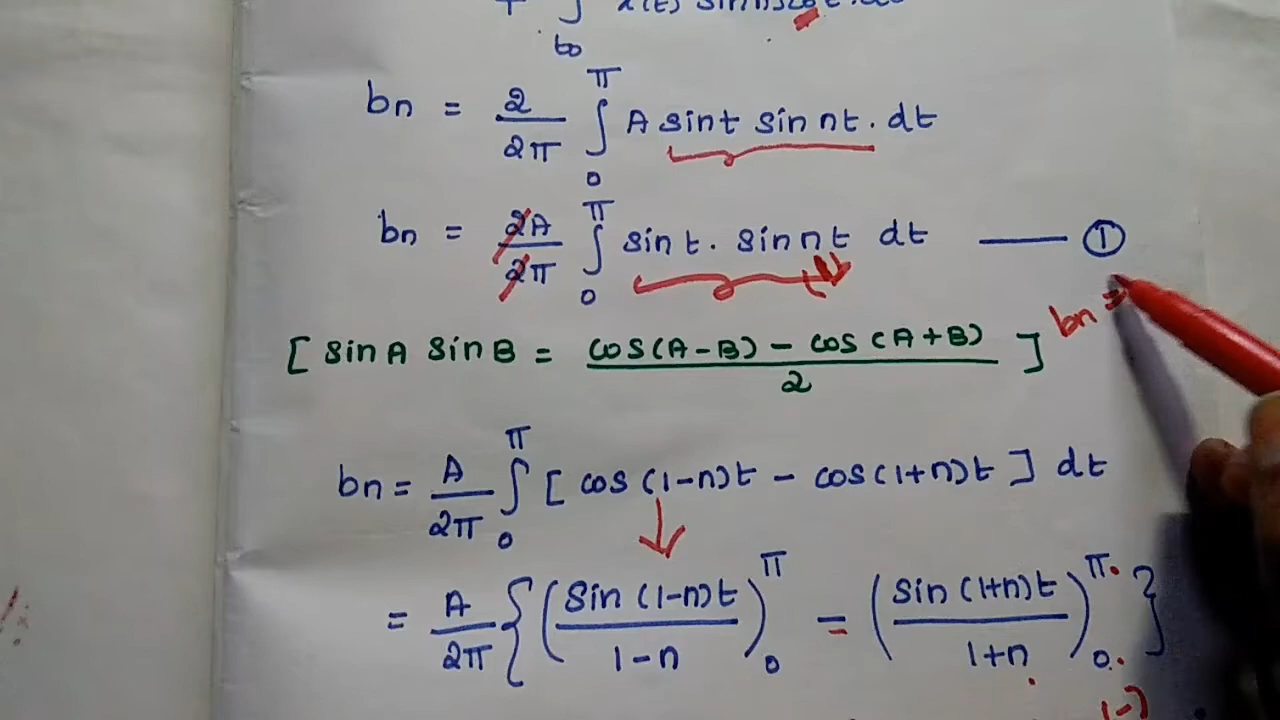 to
bn = 2/2π ∫₀^π A sint sin nt. dt
bn = 2A/2π ∫₀^π sin t. sin nt dt —— ①
[ sin A sin B = cos(A-B) - cos(A+B)/2 ] bn =
bn = A/2π ∫₀^π [ cos (1-n)t - cos(1+n)t ] dt
= A/2π { (sin (1-n)t/1-n)₀^π = (sin (1+n)t/1+n)₀^π }